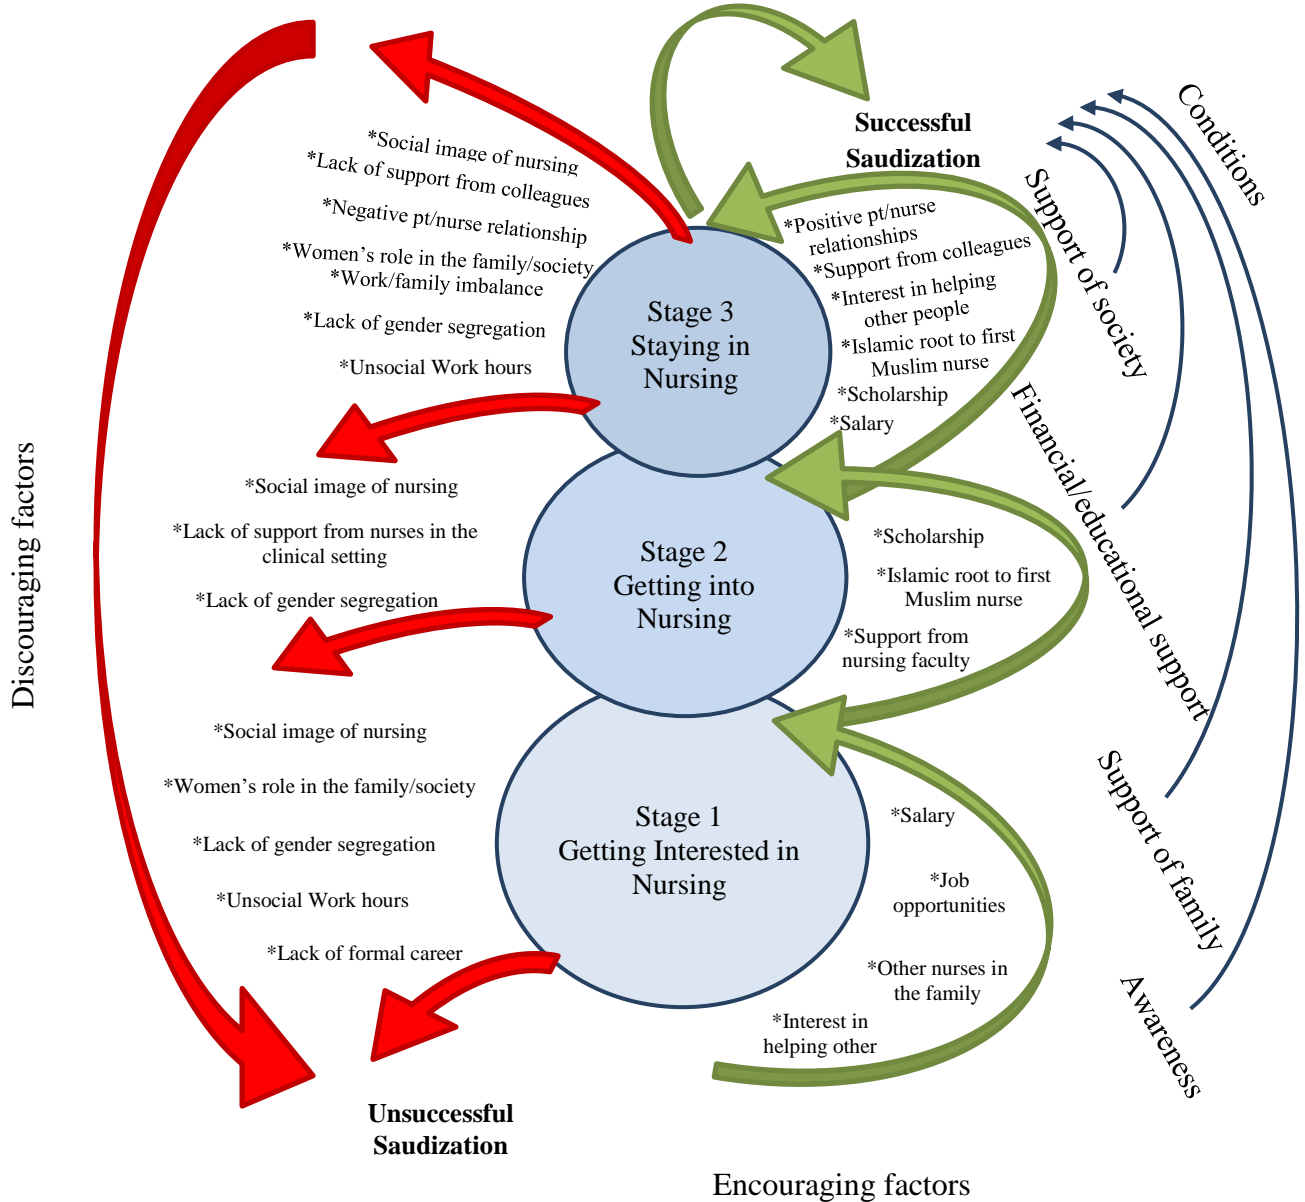 Successful
Saudization
Conditions
*Social image of nursing
*Lack of support from colleagues
*Negative pt/nurse relationship
*Women's role in the family/society
*Work/family imbalance
*Lack of gender segregation
*Unsocial Work hours
Stage 3
Staying in
Nursing
*Positive pt/nurse
relationships
*Support from colleagues
*Interest in helping
other people
*Islamic root to first
Muslim nurse
*Scholarship
*Salary
Support of society
Discouraging factors
*Social image of nursing
*Lack of support from nurses in the
clinical setting
*Lack of gender segregation
Stage 2
Getting into
Nursing
*Scholarship
*Islamic root to first
Muslim nurse
*Support from
nursing faculty
Financial/educational support
*Social image of nursing
*Women's role in the family/society
*Lack of gender segregation
*Unsocial Work hours
*Lack of formal career
Stage 1
Getting Interested in
Nursing
*Salary
*Job
opportunities
*Other nurses in
the family
*Interest in
helping other
Support of family
Awareness
Unsuccessful
Saudization
Encouraging factors